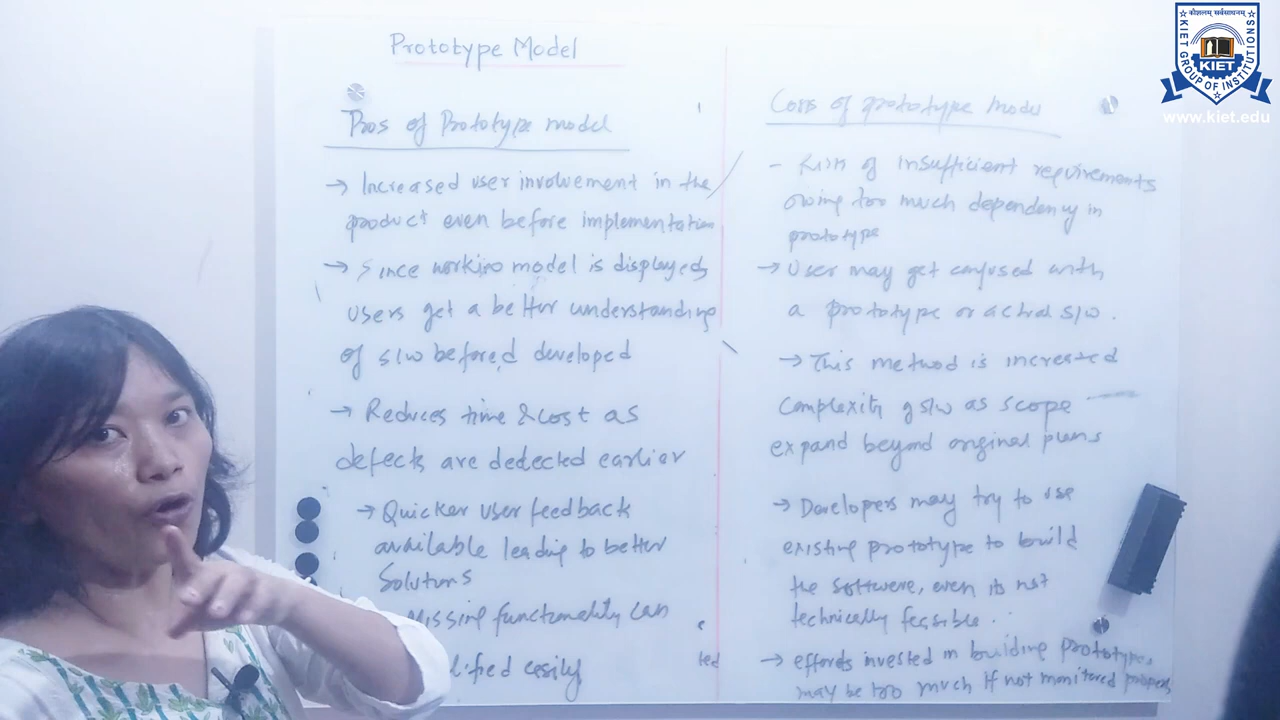 Prototype Model
Pros of Prototype model
→ Increased user involvement in the
product even before implementation
→ Since working model is displayed,
users get a better understanding
of s/w before,d developed
→ Reduces time & cost as
defects are dedected earlier
→ Quicker user feedback
available leading to better
Solutions
Missing functionality can
lified easily
Cons of prototype model
- Risk of insufficient requirements
owing too much dependency in
prototype
→ User may get confused with
a prototype or actual s/w.
→ This method is increased
complexity of s/w as scope
expand beyond original plans
→ Developers may try to use
existing prototype to build
the software, even its not
technically feasible.
→ efforts invested in building prototypes
may be too much if not monitored properly
led
कौशलम् सर्वसाधनम्
KIET GROUP OF INSTITUTIONS
KIET
www.kiet.edu